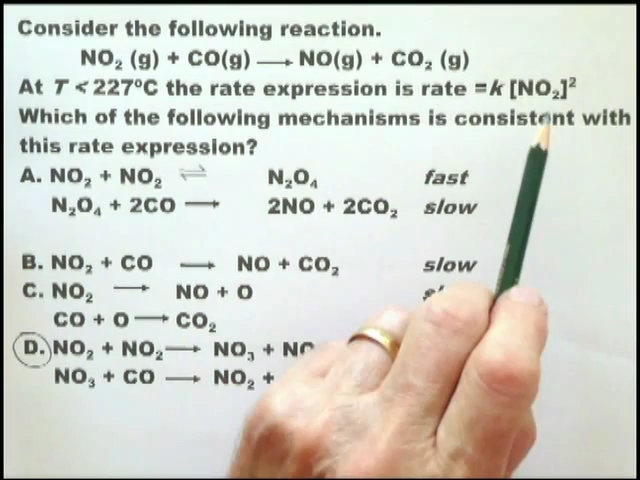 Consider the following reaction.
NO₂ (g) + CO(g) ⟶ NO(g) + CO₂ (g)
At T < 227ºC the rate expression is rate = k [NO₂]²
Which of the following mechanisms is consistent with
this rate expression?
A. NO₂ + NO₂ ⇌ N₂O₄ fast
N₂O₄ + 2CO ⟶ 2NO + 2CO₂ slow
B. NO₂ + CO ⟶ NO + CO₂ slow
C. NO₂ ⟶ NO + O
CO + O ⟶ CO₂
D. NO₂ + NO₂ ⟶ NO₃ +
NO₃ + CO ⟶ NO₂ +